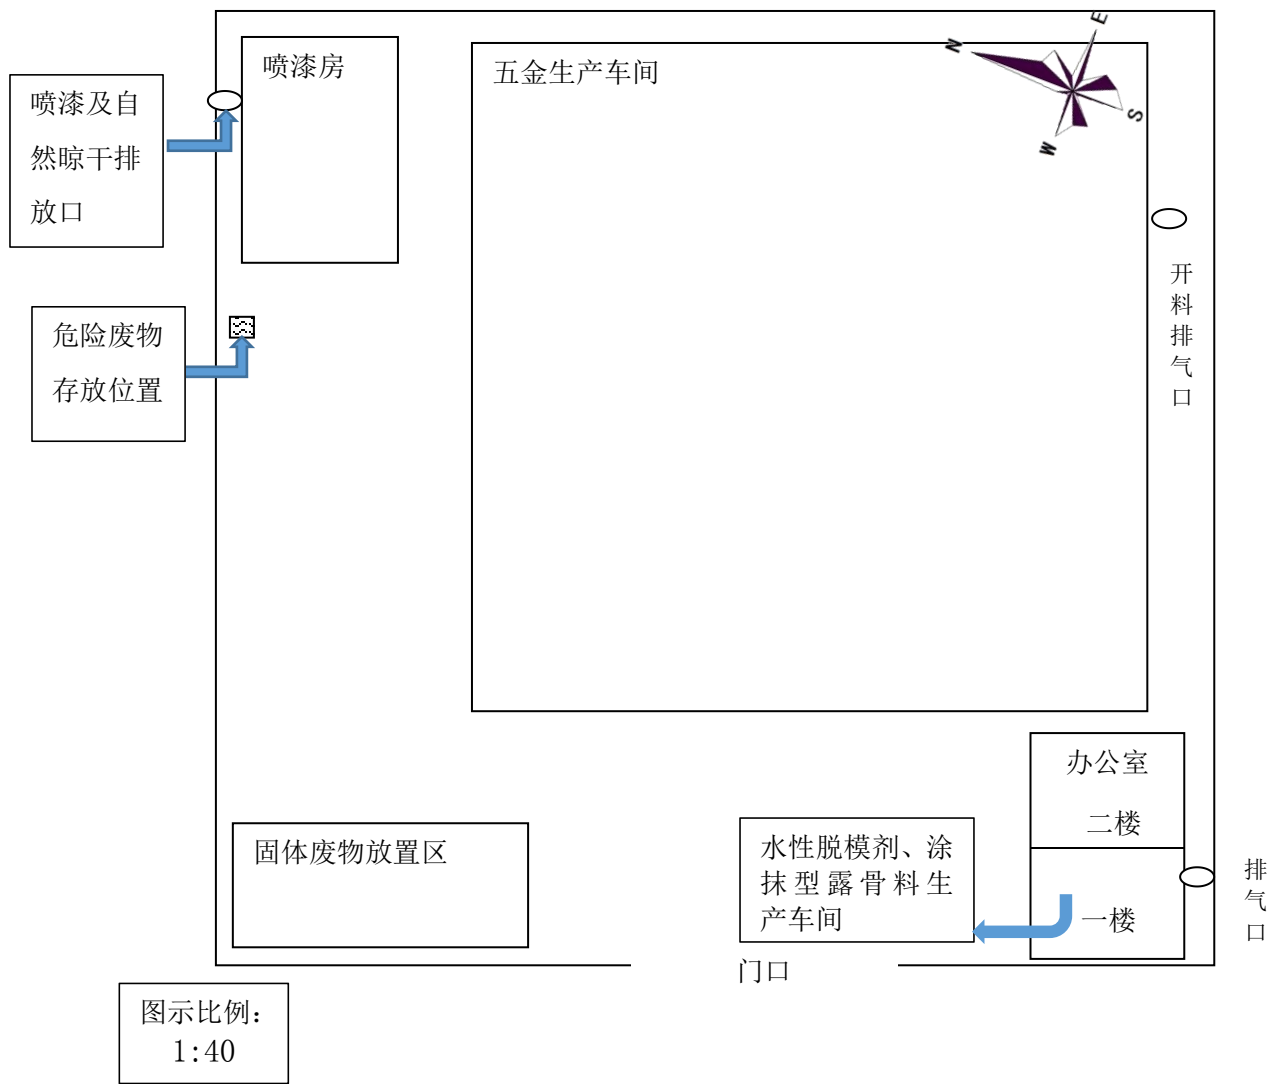 喷漆房
五金生产车间
N
E
S
W
喷漆及自
然晾干排
放口
开料排气口
危险废物
存放位置
办公室
二楼
固体废物放置区
水性脱模剂、涂
抹型露骨料生
产车间
一楼
排气口
门口
图示比例：
1:40